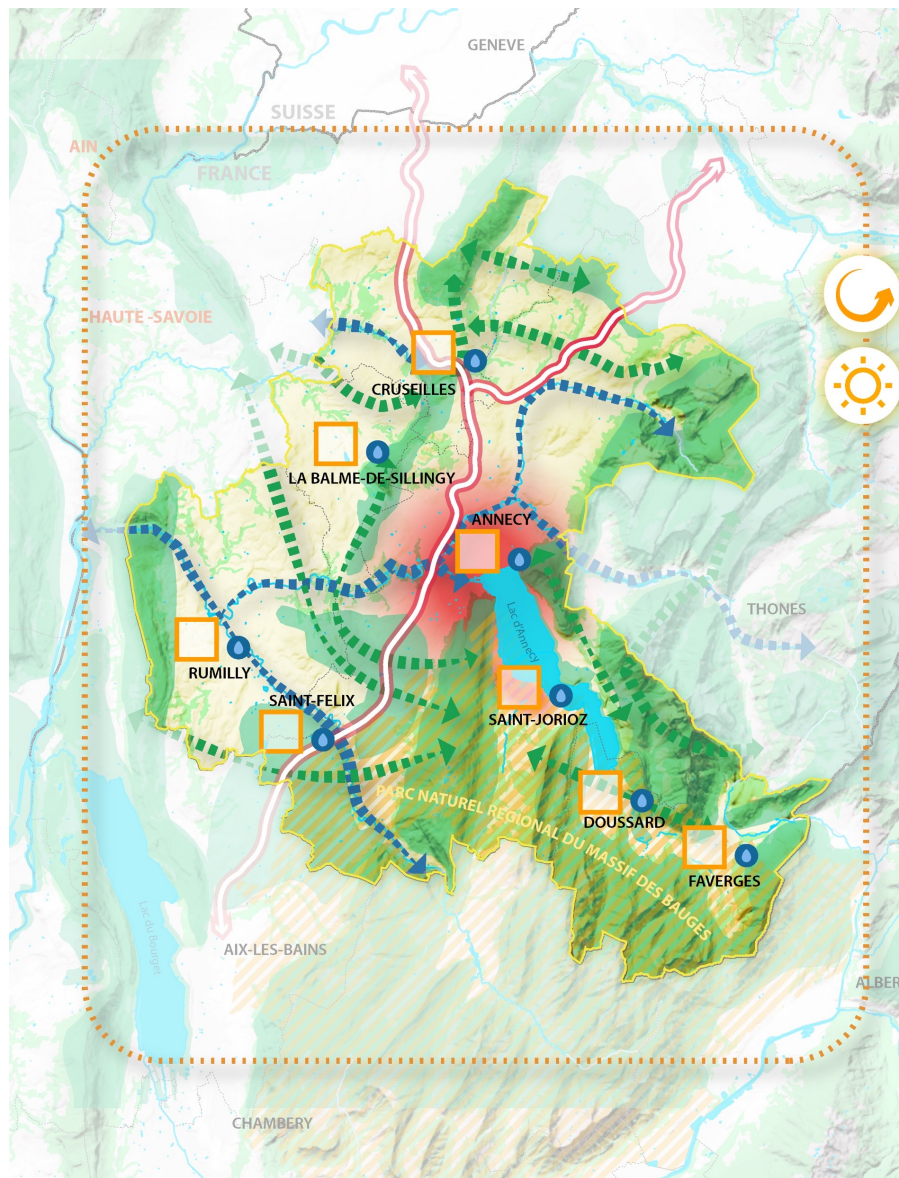 GENEVE
SUISSE
AIN
FRANCE
HAUTE -SAVOIE
CRUSEILLES
LA BALME-DE-SILLINGY
ANNECY
Lac d'Annecy
THONES
RUMILLY
SAINT-FELIX
SAINT-JORIOZ
PARC NATUREL REGIONAL DU MASSIF DES BAUGES
DOUSSARD
FAVERGES
Lac du Bourget
AIX-LES-BAINS
ALBER
CHAMBERY